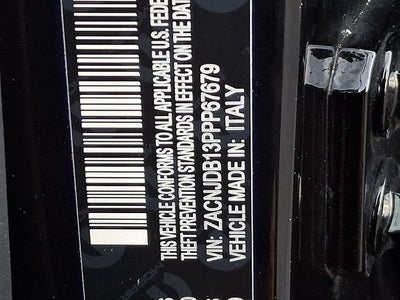 THIS VEHICLE CONFORMS TO ALL APPLICABLE U.S. FEDE
THEFT PREVENTION STANDARDS IN EFFECT ON THE DAT
VIN: ZACNJDB13PPP67679
VEHICLE MADE IN: ITALY